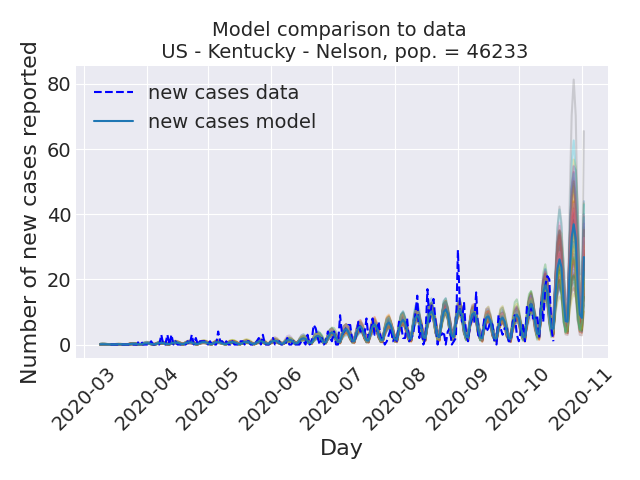 Model comparison to data
US - Kentucky - Nelson, pop. = 46233
Number of new cases reported
80
60
40
20
0
new cases data
new cases model
2020-03
2020-04
2020-05
2020-06
2020-07
2020-08
2020-09
2020-10
2020-11
Day